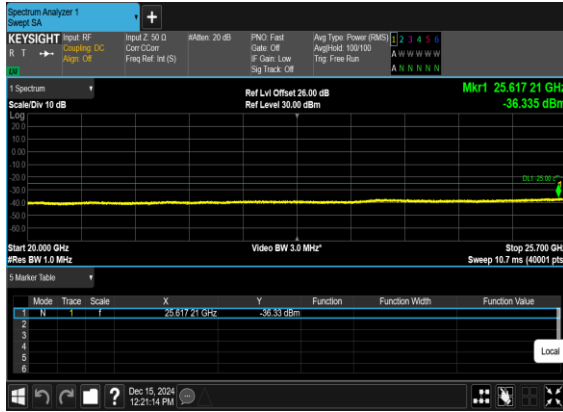 Spectrum Analyzer 1
Swept SA
+
KEYSIGHT Input: RF Input Z: 50 Ω #Atten: 20 dB PNO: Fast Avg Type: Power (RMS) 1 2 3 4 5 6
R T Coupling: DC Corr CCorr Gate: Off Avg|Hold: 100/100 A W W W W W
Align: Off Freq Ref: Int (S) IF Gain: Low Trig: Free Run
LU Sig Track: Off A N N N N N
1 Spectrum Ref Lvl Offset 26.00 dB Mkr1 25.617 21 GHz
Scale/Div 10 dB Ref Level 30.00 dBm -36.335 dBm
Log
20.0
10.0
0.00
-10.0
-20.0
DL1 -25.00
-30.0
-40.0
-50.0
-60.0
Start 20.000 GHz Video BW 3.0 MHz* Stop 25.700 GHz
#Res BW 1.0 MHz Sweep 10.7 ms (40001 pts
5 Marker Table
Mode Trace Scale X Y Function Function Width Function Value
1 N 1 f 25.617 21 GHz -36.33 dBm
2
3
4
5
6
Local
? Dec 15, 2024
12:21:14 PM